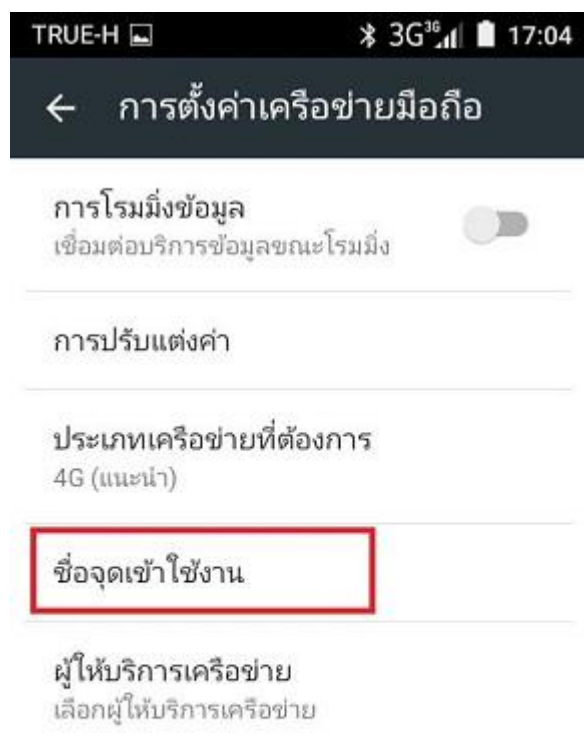 TRUE-H 3G 3G 17:04
การตั้งค่าเครือข่ายมือถือ
การโรมมิ่งข้อมูล
เชื่อมต่อบริการข้อมูลขณะโรมมิ่ง
การปรับแต่งค่า
ประเภทเครือข่ายที่ต้องการ
4G (แนะนำ)
ชื่อจุดเข้าใช้งาน
ผู้ให้บริการเครือข่าย
เลือกผู้ให้บริการเครือข่าย